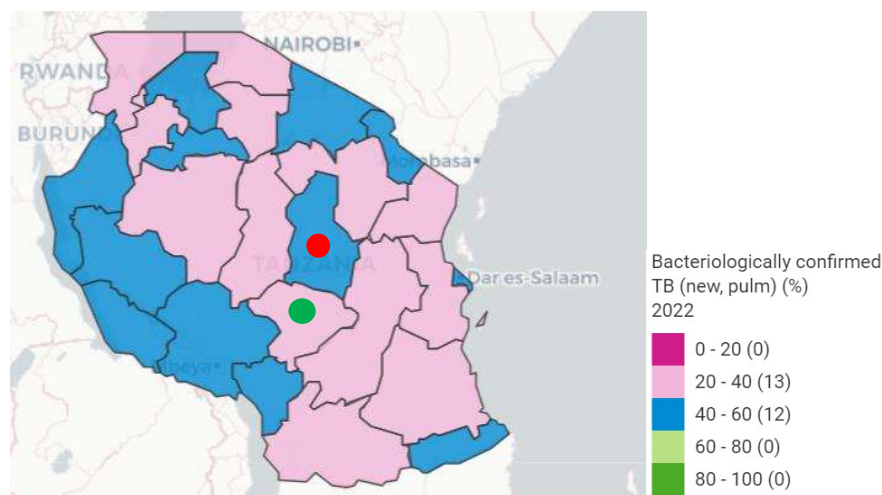 NAIROBI
RWANDA
BURUNDI
Mombasa
TANZANIA
Dar es-Salaam
Mbeya
Bacteriologically confirmed
TB (new, pulm) (%)
2022
0 - 20 (0)
20 - 40 (13)
40 - 60 (12)
60 - 80 (0)
80 - 100 (0)